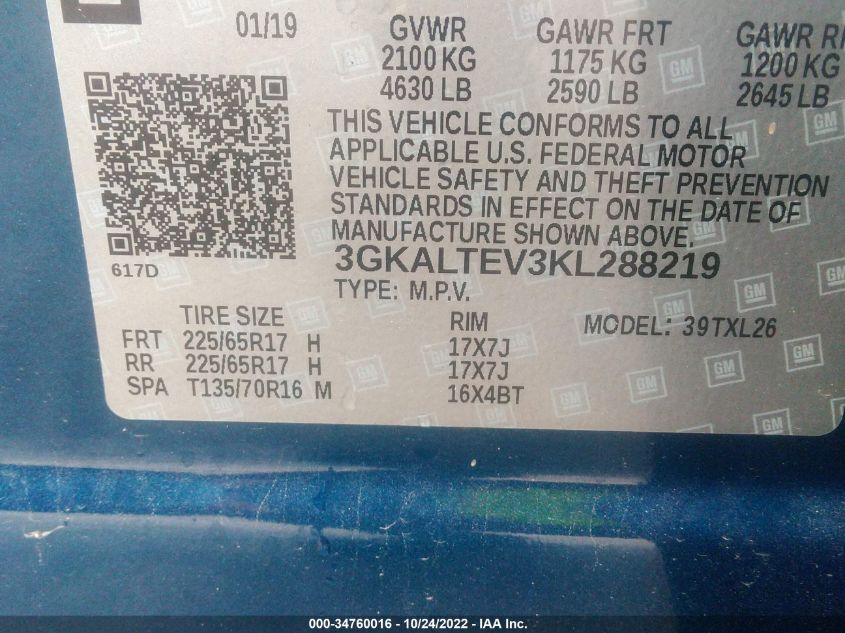 01/19 GVWR GAWR FRT GAWR
2100 KG 1175 KG 1200 KG
4630 LB 2590 LB 2645 LB
THIS VEHICLE CONFORMS TO ALL
APPLICABLE U.S. FEDERAL MOTOR
VEHICLE SAFETY AND THEFT PREVENTION
STANDARDS IN EFFECT ON THE DATE OF
MANUFACTURE SHOWN ABOVE.
617D
3GKALTEV3KL288219
TYPE: M.P.V.
TIRE SIZE RIM MODEL: 39TXL26
FRT 225/65R17 H 17X7J
RR 225/65R17 H 17X7J
SPA T135/70R16 M 16X4BT
GM
000-34760016 - 10/24/2022 - IAA Inc.